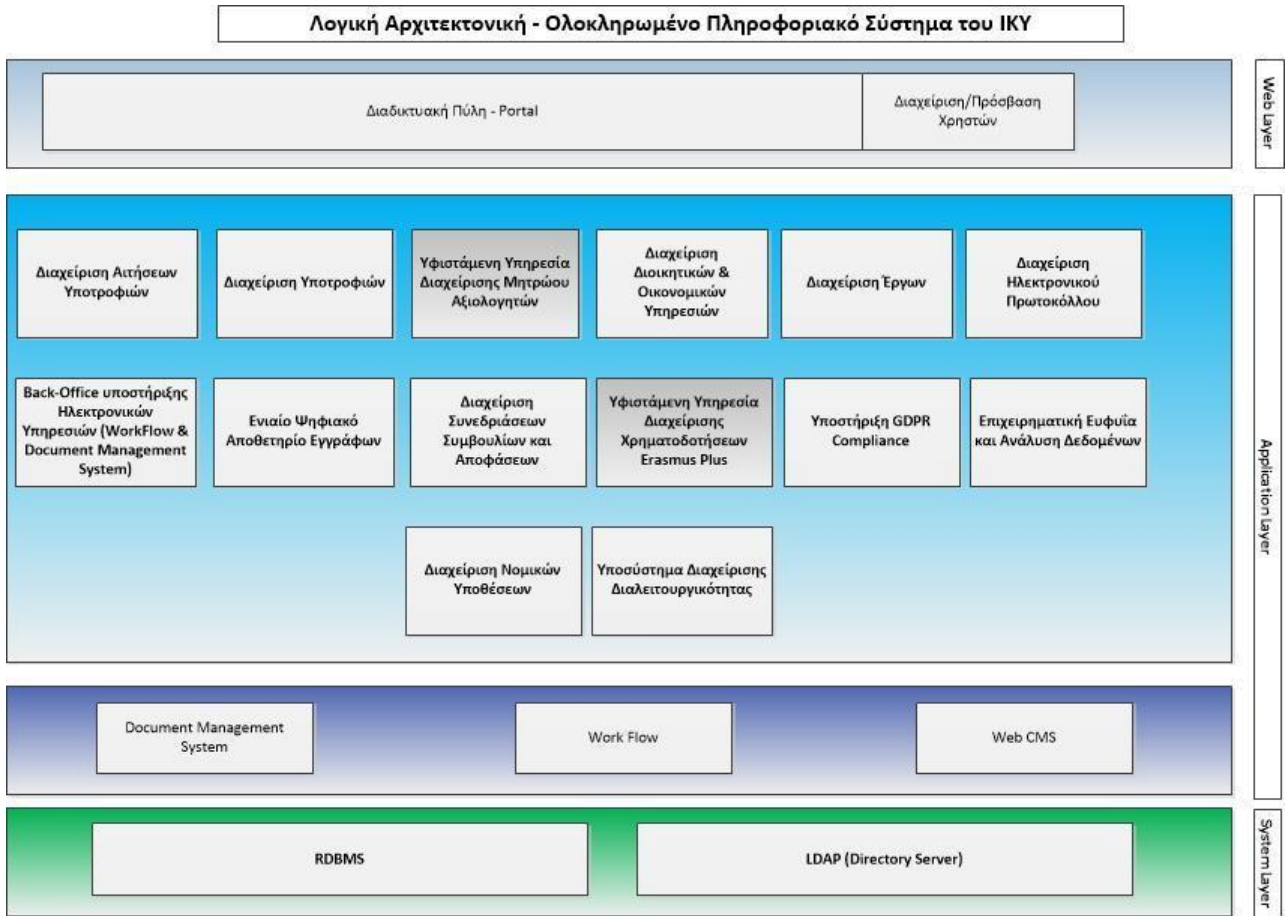 Λογική Αρχιτεκτονική - Ολοκληρωμένο Πληροφοριακό Σύστημα του ΙΚΥ
Διαδικτυακή Πύλη - Portal
Διαχείριση/Πρόσβαση
Χρηστών
Web Layer
Διαχείριση Αιτήσεων
Υποτροφιών
Διαχείριση Υποτροφιών
Υφιστάμενη Υπηρεσία
Διαχείρισης Μητρώου
Αξιολογητών
Διαχείριση
Διοικητικών &
Οικονομικών
Υπηρεσιών
Διαχείριση Έργων
Διαχείριση
Ηλεκτρονικού
Πρωτοκόλλου
Back-Office υποστήριξης
Ηλεκτρονικών
Υπηρεσιών (WorkFlow &
Document Management
System)
Ενιαίο Ψηφιακό
Αποθετήριο Εγγράφων
Διαχείριση
Συνεδριάσεων
Συμβουλίων και
Αποφάσεων
Υφιστάμενη Υπηρεσία
Διαχείρισης
Χρηματοδοτήσεων
Erasmus Plus
Υποστήριξη GDPR
Compliance
Επιχειρηματική Ευφυΐα
και Ανάλυση Δεδομένων
Διαχείριση Νομικών
Υποθέσεων
Υποσύστημα Διαχείρισης
Διαλειτουργικότητας
Application Layer
Document Management
System
Work Flow
Web CMS
RDBMS
LDAP (Directory Server)
System Layer